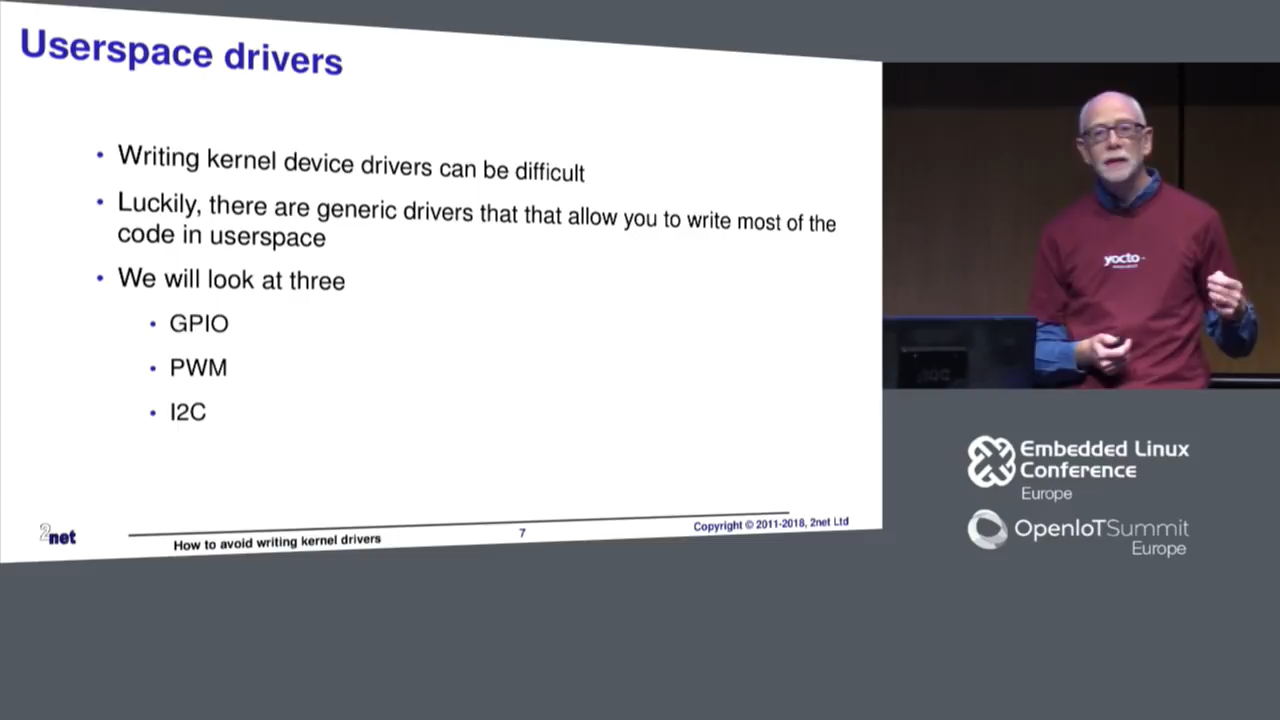 Userspace drivers
• Writing kernel device drivers can be difficult
• Luckily, there are generic drivers that that allow you to write most of the
code in userspace
• We will look at three
• GPIO
• PWM
• I2C
2net
How to avoid writing kernel drivers
7
Copyright © 2011-2018, 2net Ltd
yocto
Embedded Linux
Conference
Europe
OpenIoTSummit
Europe